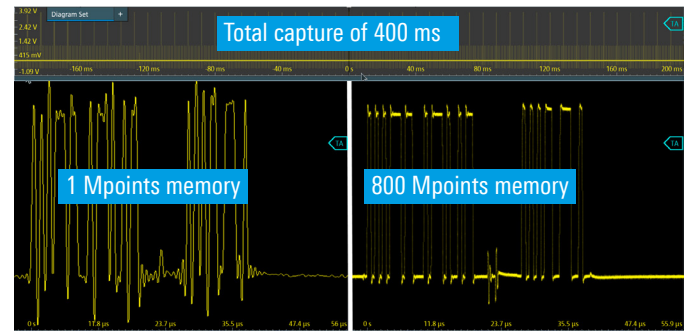 3.92 V
Diagram Set +
2.42 V
1.42 V
-415 mV
-1.09 V
Total capture of 400 ms
1A
-160 ms -120 ms -80 ms -40 ms 0 s 40 ms 80 ms 120 ms 160 ms 200 ms
1A 1A
1 Mpoints memory 800 Mpoints memory
0 s 11.8 µs 23.7 µs 35.5 µs 47.4 µs 56 µs 0 s 11.8 µs 23.7 µs 35.5 µs 47.4 µs 56 µs